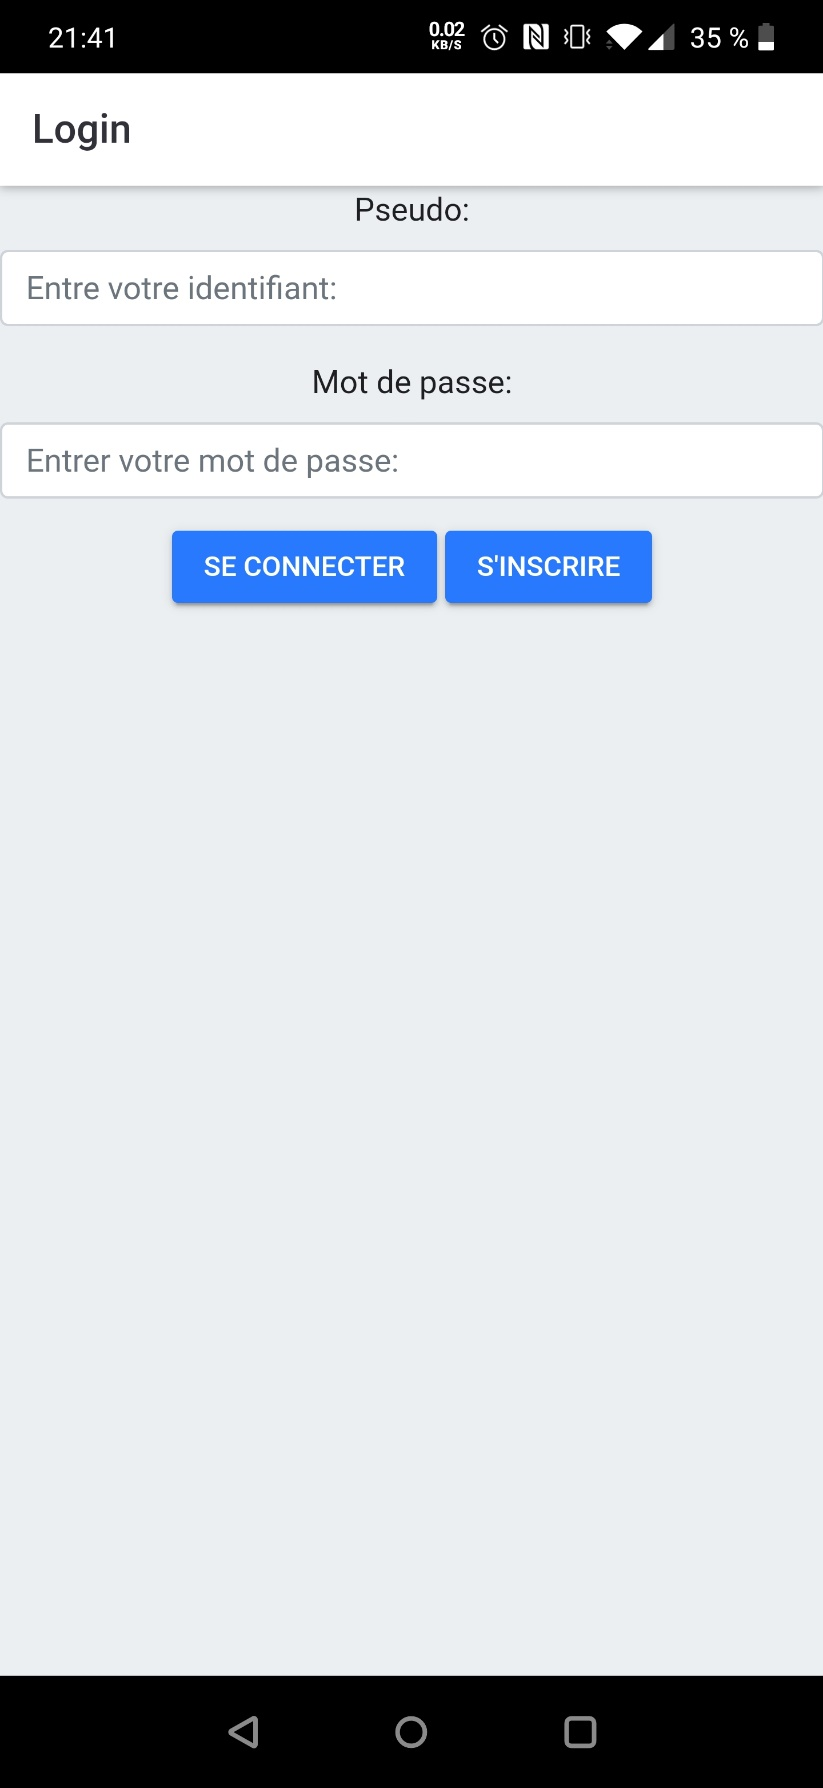 21:41 0.02 KB/S 35 %
Login
Pseudo:
Entre votre identifiant:
Mot de passe:
Entrer votre mot de passe:
SE CONNECTER S'INSCRIRE